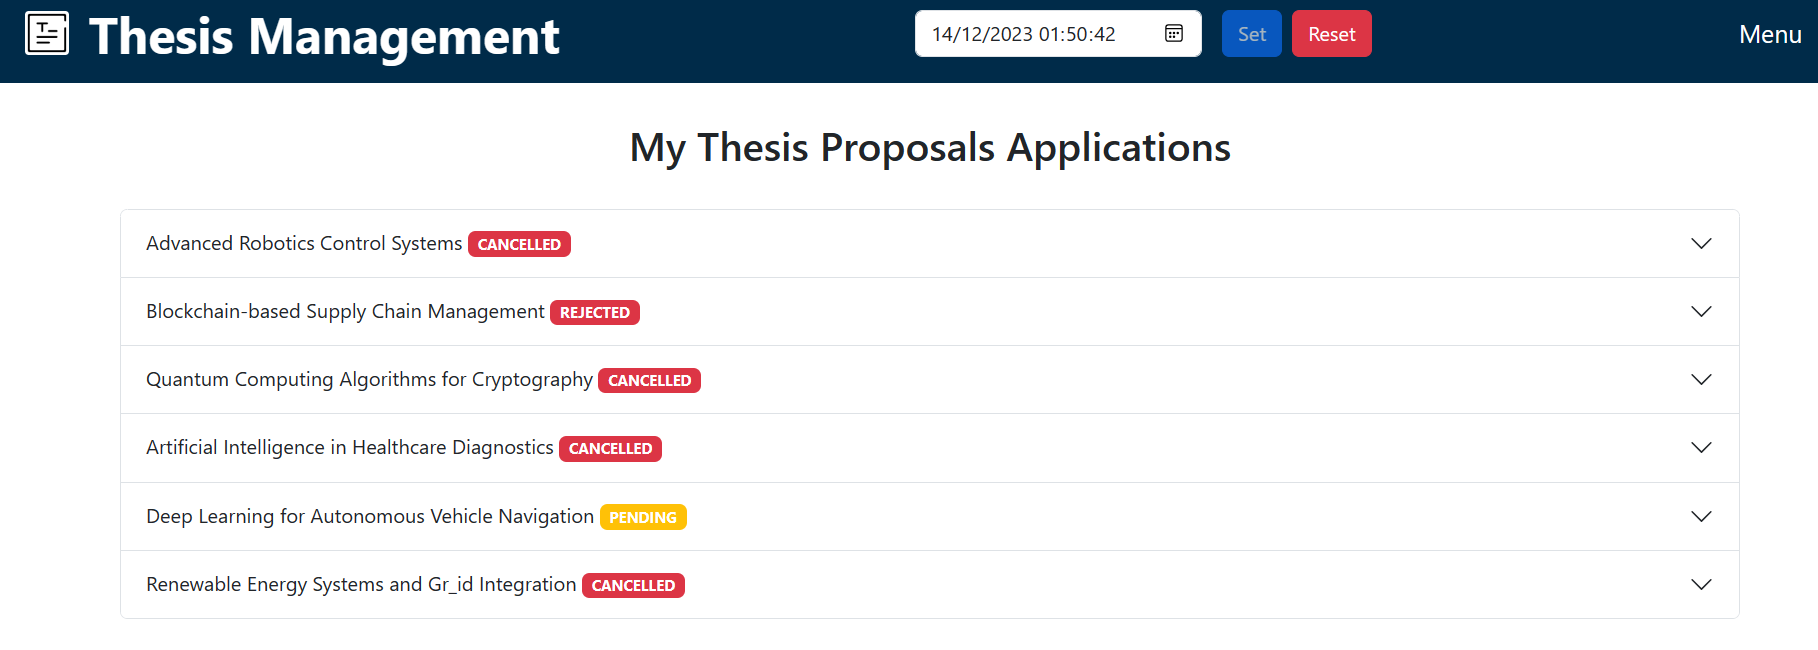 Thesis Management
14/12/2023 01:50:42
Set
Reset
Menu
My Thesis Proposals Applications
Advanced Robotics Control Systems CANCELLED
Blockchain-based Supply Chain Management REJECTED
Quantum Computing Algorithms for Cryptography CANCELLED
Artificial Intelligence in Healthcare Diagnostics CANCELLED
Deep Learning for Autonomous Vehicle Navigation PENDING
Renewable Energy Systems and Gr_id Integration CANCELLED